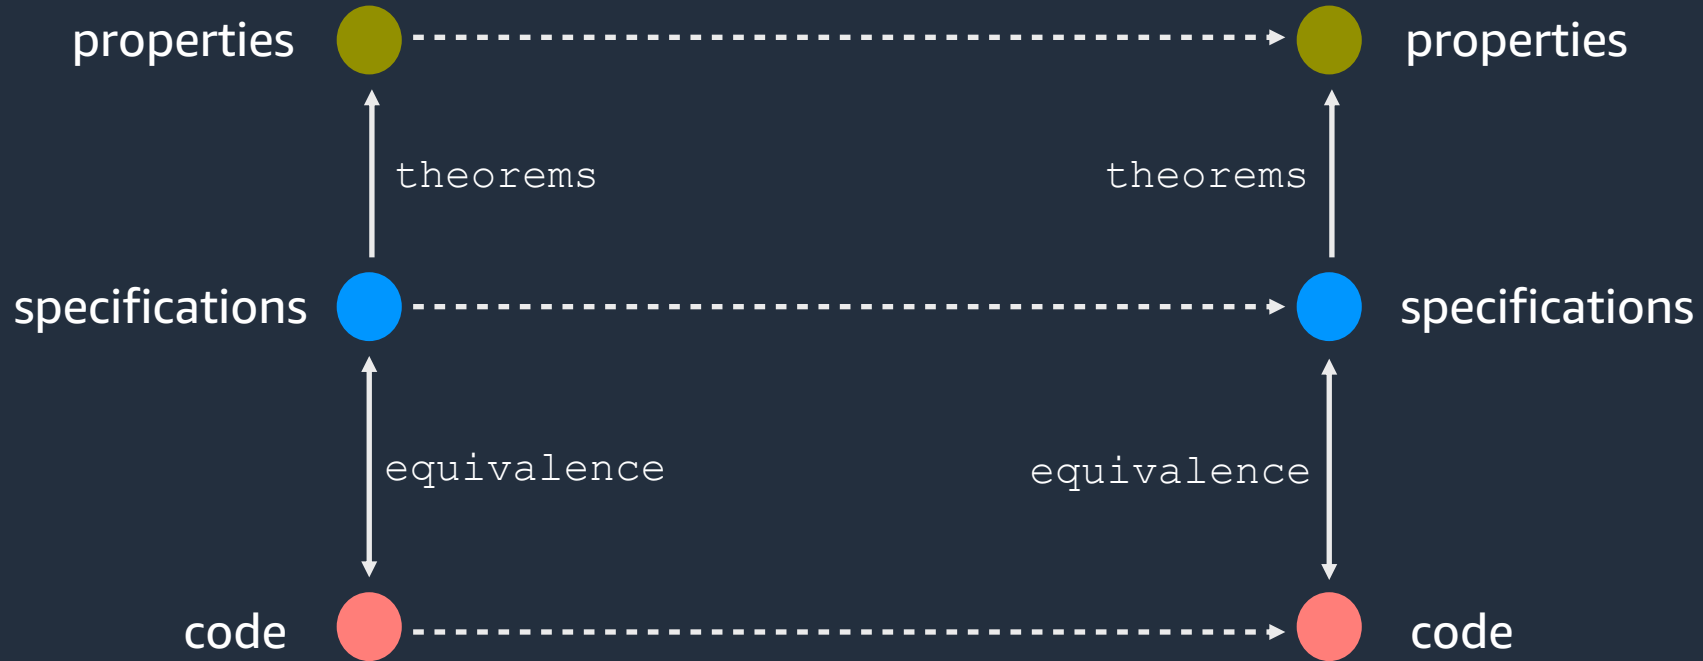 properties
properties
theorems
theorems
specifications
specifications
equivalence
equivalence
code
code